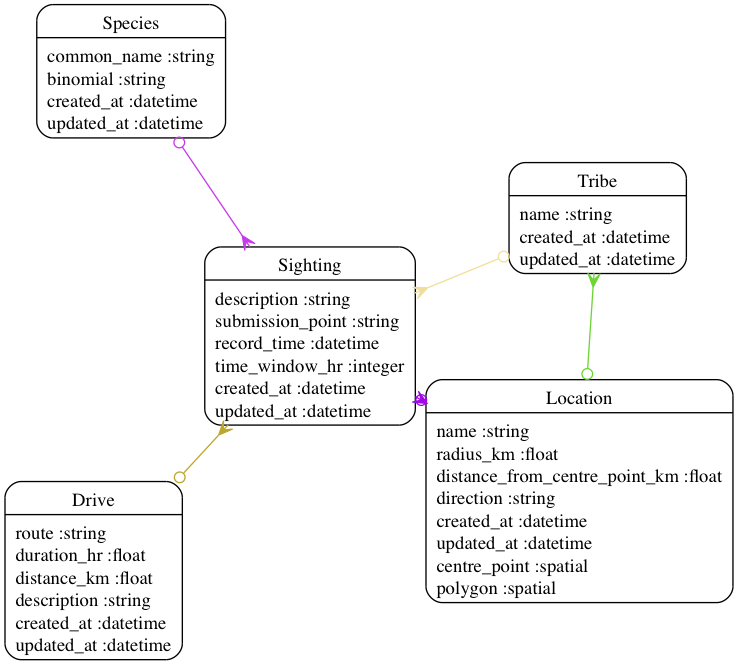 Species
common_name :string
binomial :string
created_at :datetime
updated_at :datetime
Tribe
name :string
created_at :datetime
updated_at :datetime
Sighting
description :string
submission_point :string
record_time :datetime
time_window_hr :integer
created_at :datetime
updated_at :datetime
Location
name :string
radius_km :float
distance_from_centre_point_km :float
direction :string
created_at :datetime
updated_at :datetime
centre_point :spatial
polygon :spatial
Drive
route :string
duration_hr :float
distance_km :float
description :string
created_at :datetime
updated_at :datetime